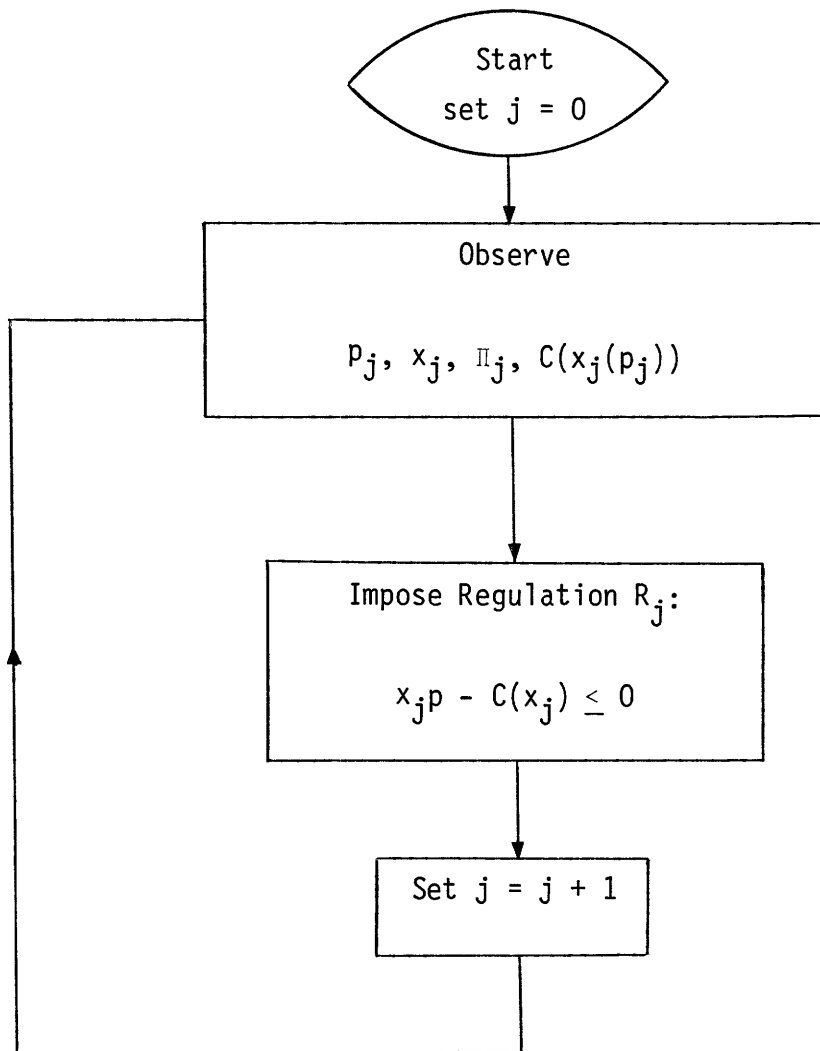 Start
set j = 0
Observe
p_j, x_j, Π_j, C(x_j(p_j))
Impose Regulation R_j:
x_jp - C(x_j) ≤ 0
Set j = j + 1